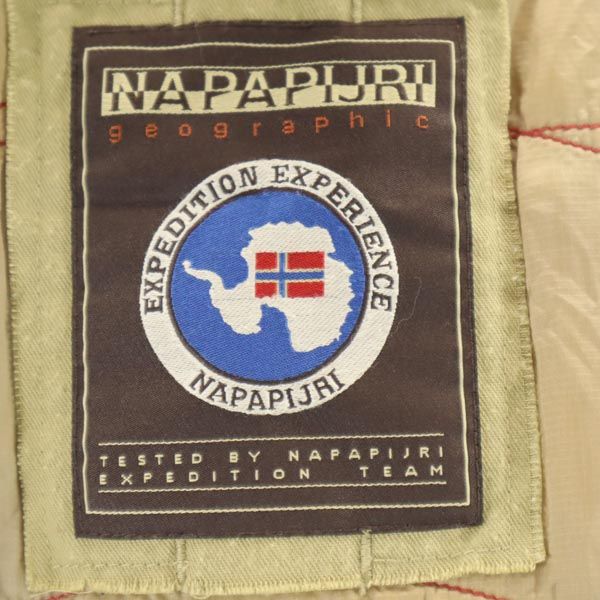 NAPAPIJRI
geographic
EXPEDITION EXPERIENCE
NAPAPIJRI
TESTED BY NAPAPIJRI
EXPEDITION TEAM